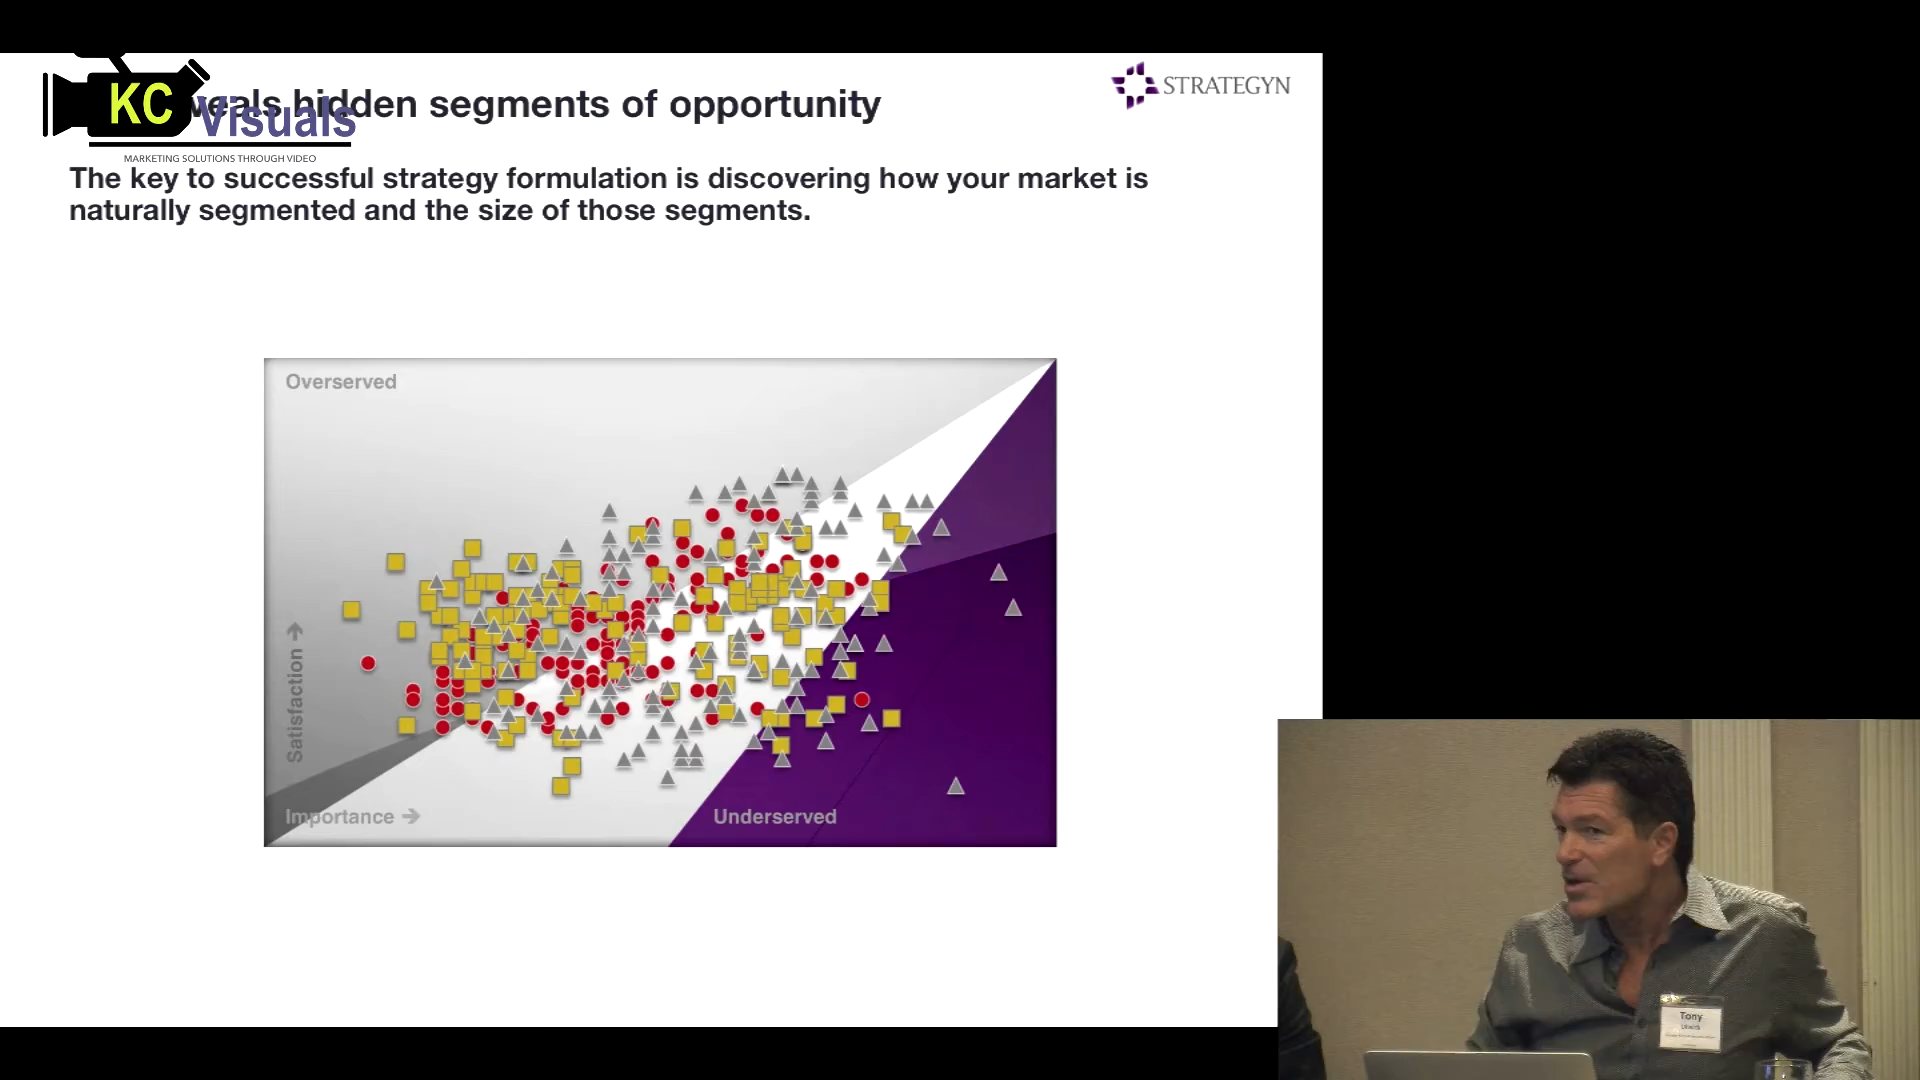 KC
Visuals
MARKETING SOLUTIONS THROUGH VIDEO
hidden segments of opportunity
STRATEGYN
The key to successful strategy formulation is discovering how your market is
naturally segmented and the size of those segments.
Overserved
Satisfaction →
Importance →
Underserved
Tony